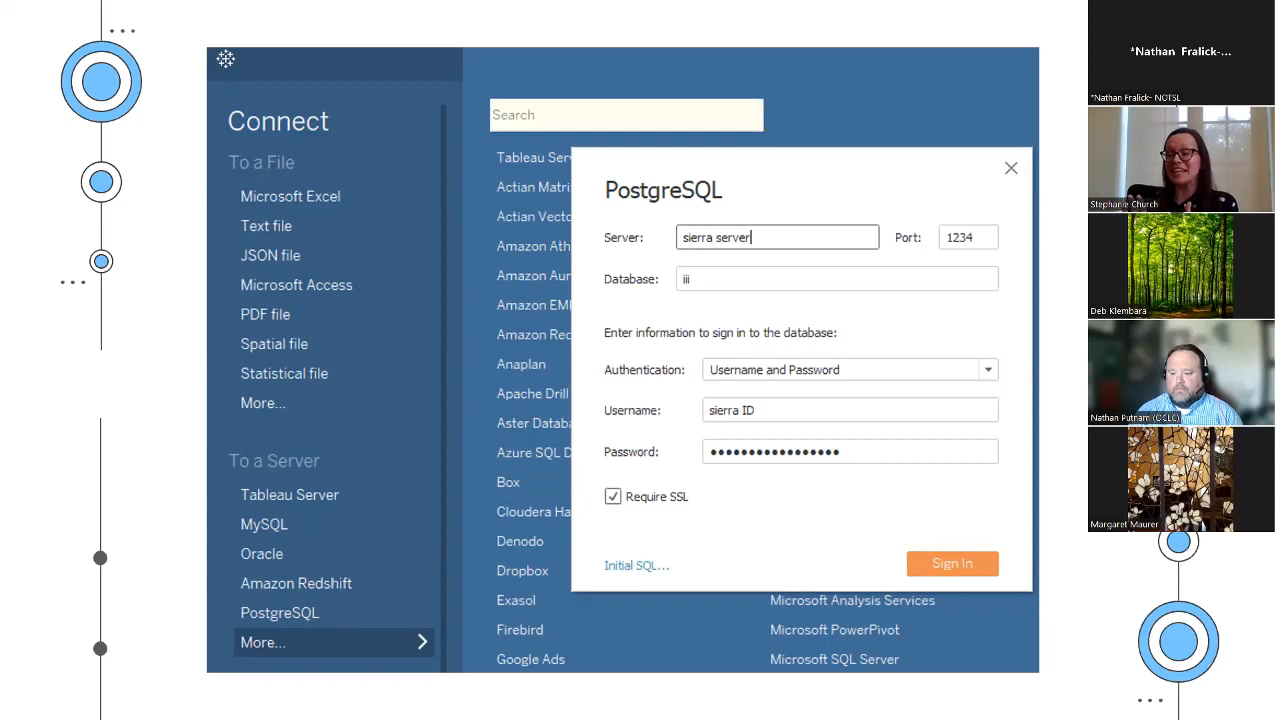 Connect
To a File
Microsoft Excel
Text file
JSON file
Microsoft Access
PDF file
Spatial file
Statistical file
More...
To a Server
Tableau Server
MySQL
Oracle
Amazon Redshift
PostgreSQL
More...
Search
Tableau Ser
Actian Matri
Actian Vecto
Amazon Ath
Amazon Aur
Amazon EM
Amazon Red
Anaplan
Apache Drill
Aster Databa
Azure SQL D
Box
Cloudera Ha
Denodo
Dropbox
Exasol
Firebird
Google Ads
Microsoft Analysis Services
Microsoft PowerPivot
Microsoft SQL Server
PostgreSQL
Server: sierra server Port: 1234
Database: iii
Enter information to sign in to the database:
Authentication: Username and Password
Username: sierra ID
Password:
Require SSL
Initial SQL...
Sign In
*Nathan Fralick-...
*Nathan Fralick- NOTSL
Stephanie Church
Deb Klembara
Nathan Putnam (OCLC)
Margaret Maurer